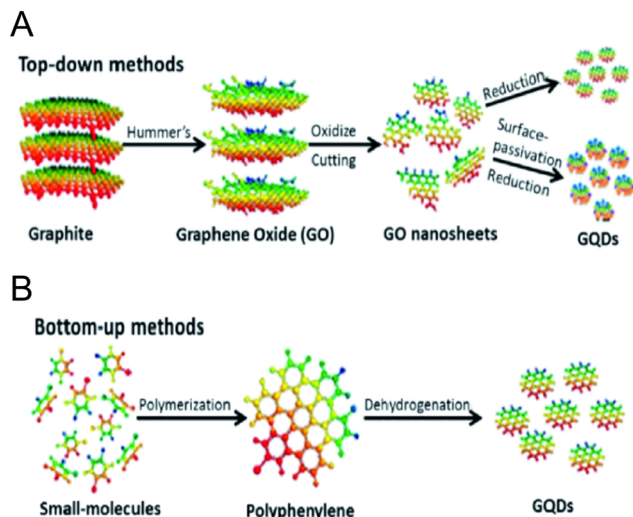 A
Top-down methods
Reduction
Hummer's
Oxidize
Cutting
Surface-
passivation
Reduction
Graphite
Graphene Oxide (GO)
GO nanosheets
GQDs
B
Bottom-up methods
Polymerization
Dehydrogenation
Small-molecules
Polyphenylene
GQDs